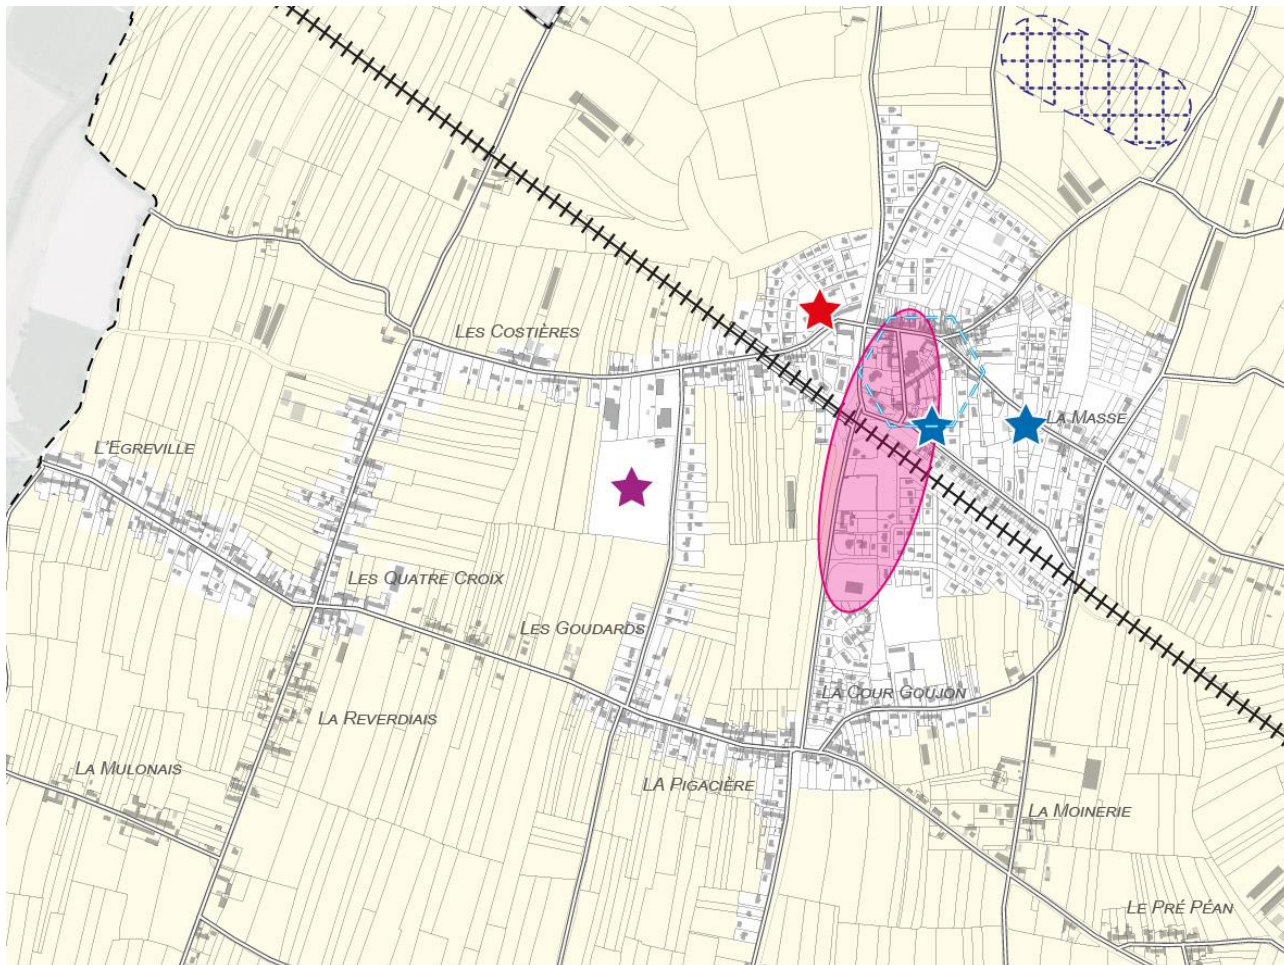 LES COSTIÈRES
LA MASSE
L'EGREVILLE
LES QUATRE CROIX
LES GOUDARDS
LA COUR GOUJON
LA REVERDIAIS
LA MULONAIS
LA PIGACIÈRE
LA MOINERIE
LE PRÉ PÉAN